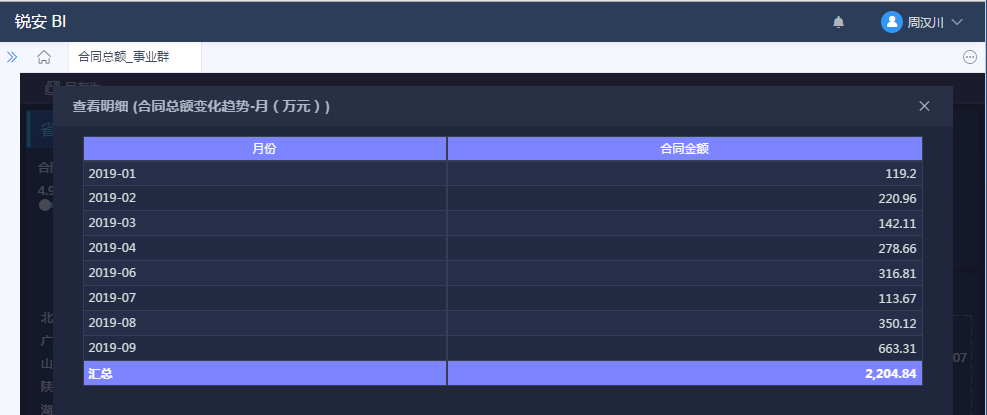 锐安 BI
周汉川
合同总额_事业群
查看明细 (合同总额变化趋势-月（万元）)
月份 合同金额
2019-01 119.2
2019-02 220.96
2019-03 142.11
2019-04 278.66
2019-06 316.81
2019-07 113.67
2019-08 350.12
2019-09 663.31
汇总 2,204.84
省
合同
4.9
北
广
山
陕
湖
07